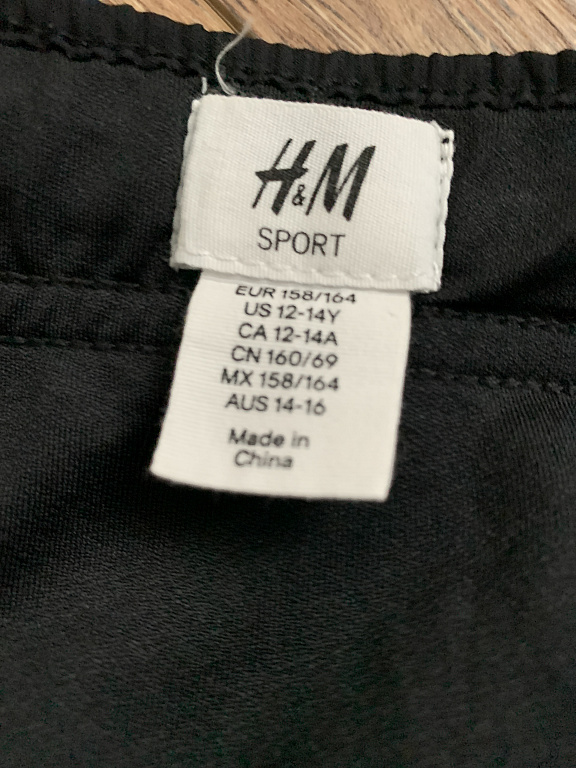 H&M
SPORT
EUR 158/164
US 12-14Y
CA 12-14A
CN 160/69
MX 158/164
AUS 14-16
Made in
China